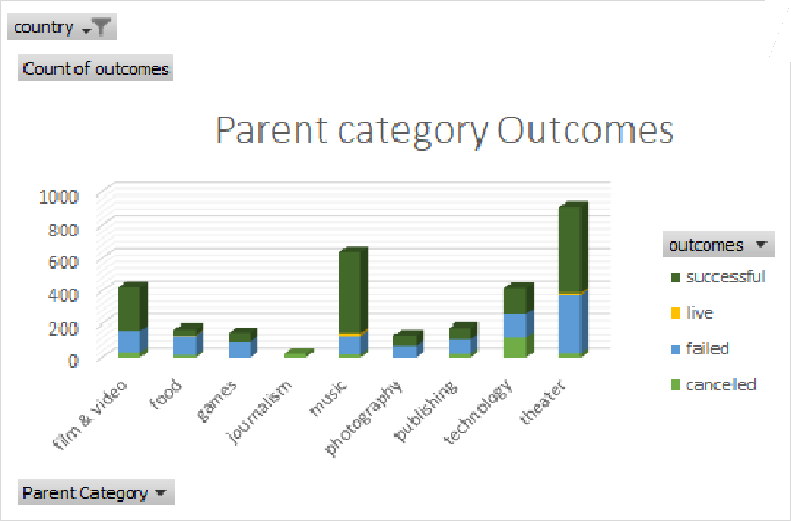 country
Count of outcomes
Parent category Outcomes
1000
800
600
400
200
0
film & video
food
games
journalism
music
photography
publishing
technology
theater
outcomes
successful
live
failed
cancelled
Parent Category